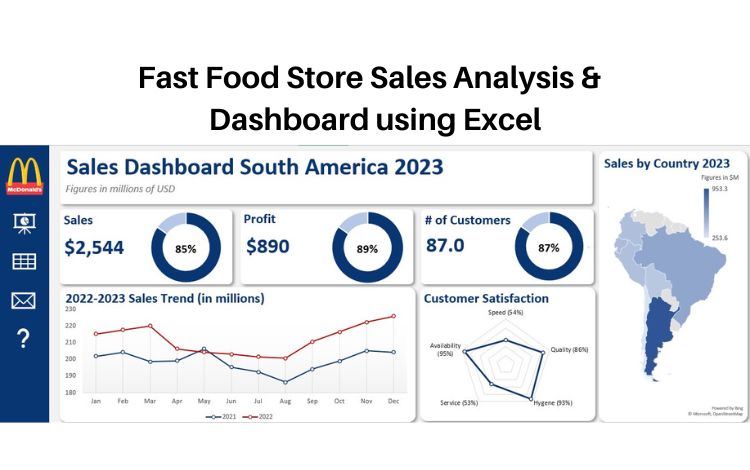 Fast Food Store Sales Analysis &
Dashboard using Excel
McDonald's
Sales Dashboard South America 2023
Figures in millions of USD
Sales by Country 2023
Figures in $M
953.3
253.6
Sales
$2,544
85%
Profit
$890
89%
# of Customers
87.0
87%
2022-2023 Sales Trend (in millions)
230
220
210
200
190
180
Jan Feb Mar Apr May Jun Jul Aug Sep Oct Nov Dec
2021 2022
Customer Satisfaction
Speed (54%)
Quality (86%)
Hygene (93%)
Service (53%)
Availability
(95%)
?
Powered by Bing
© Microsoft, OpenStreetMap